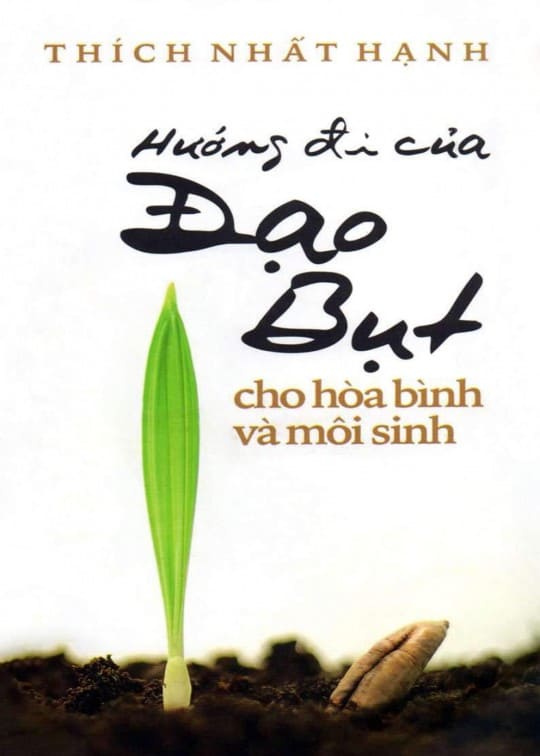 THÍCH NHẤT HẠNH
Hướng đi của
Đạo
Bụt
cho hòa bình
và môi sinh